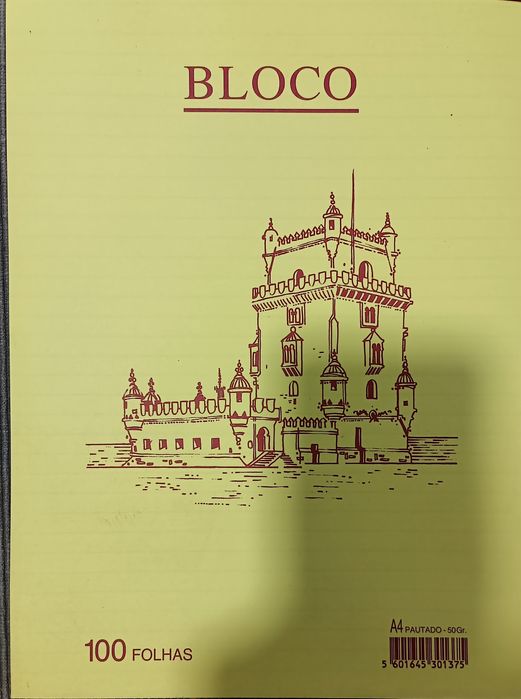 BLOCO
A4 PAUTADO - 50Gr.
100 FOLHAS
5 601645 301375